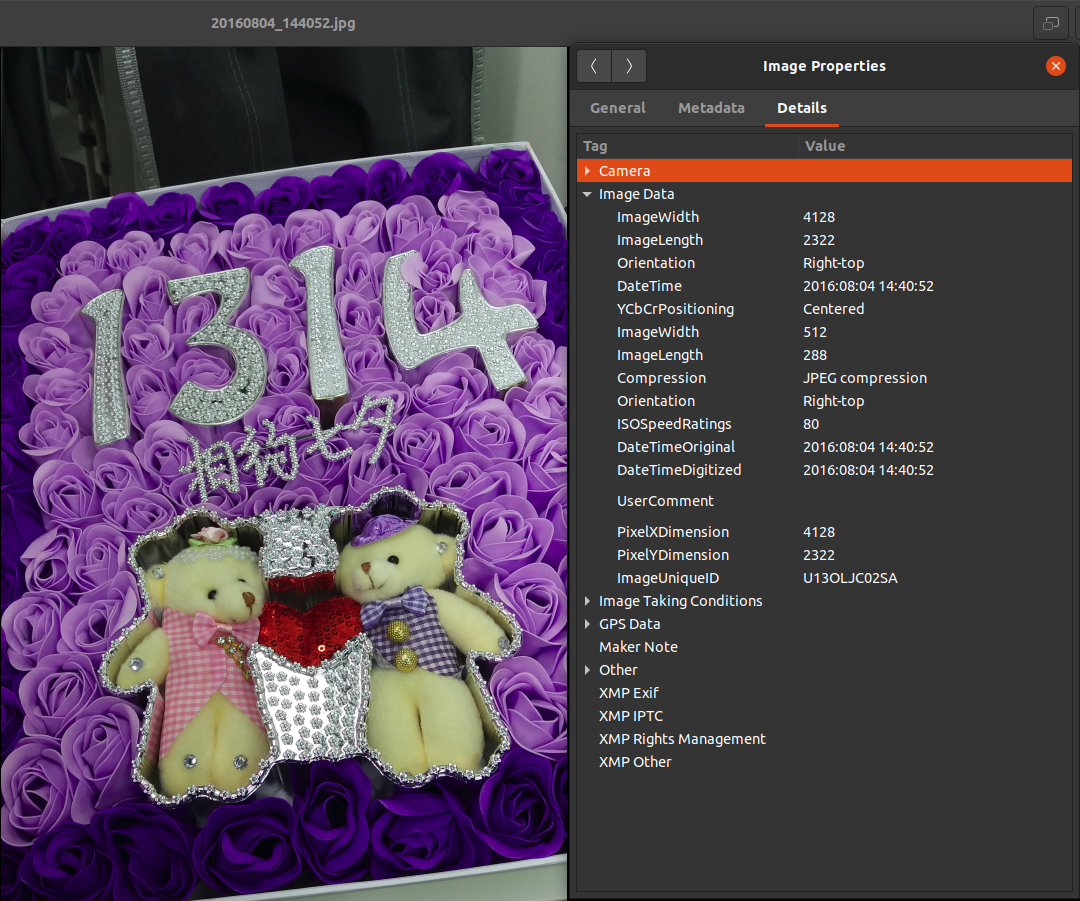 20160804_144052.jpg
Image Properties
General Metadata Details
Tag Value
Camera
Image Data
ImageWidth 4128
ImageLength 2322
Orientation Right-top
DateTime 2016:08:04 14:40:52
YCbCrPositioning Centered
ImageWidth 512
ImageLength 288
Compression JPEG compression
Orientation Right-top
ISOSpeedRatings 80
DateTimeOriginal 2016:08:04 14:40:52
DateTimeDigitized 2016:08:04 14:40:52
UserComment
PixelXDimension 4128
PixelYDimension 2322
ImageUniqueID U13OLJC02SA
Image Taking Conditions
GPS Data
Maker Note
Other
XMP Exif
XMP IPTC
XMP Rights Management
XMP Other
1314
相约七夕